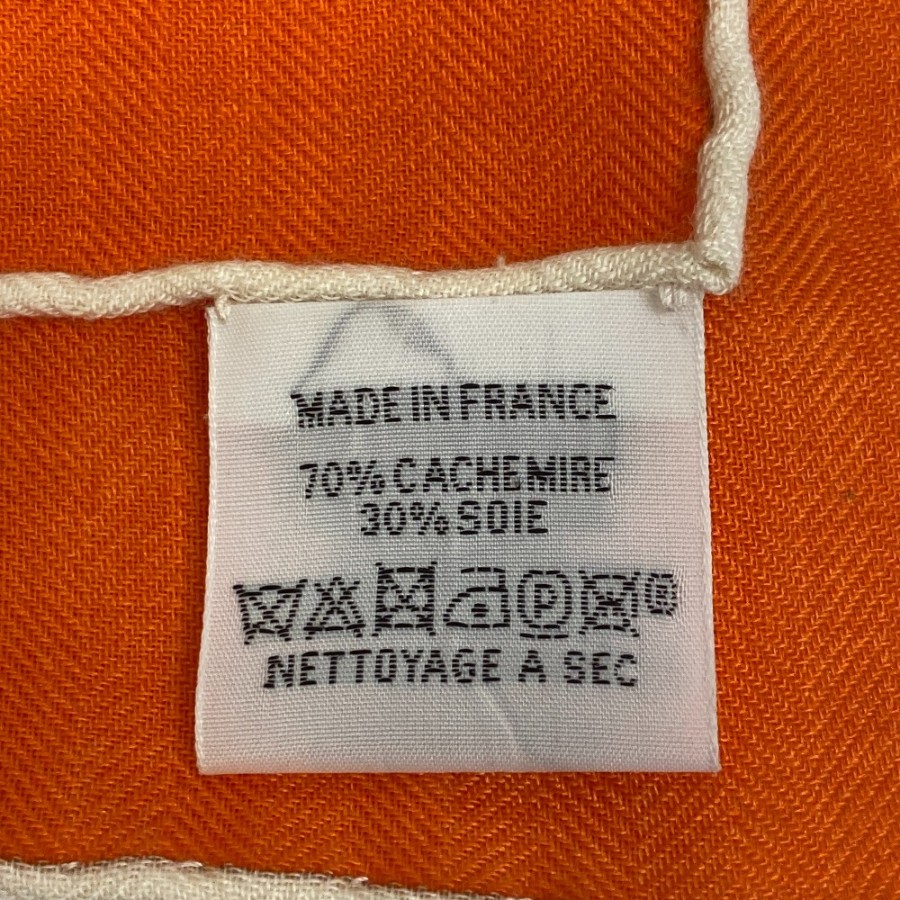 MADE IN FRANCE
70% CACHEMIRE
30% SOIE
P ®
NETTOYAGE A SEC